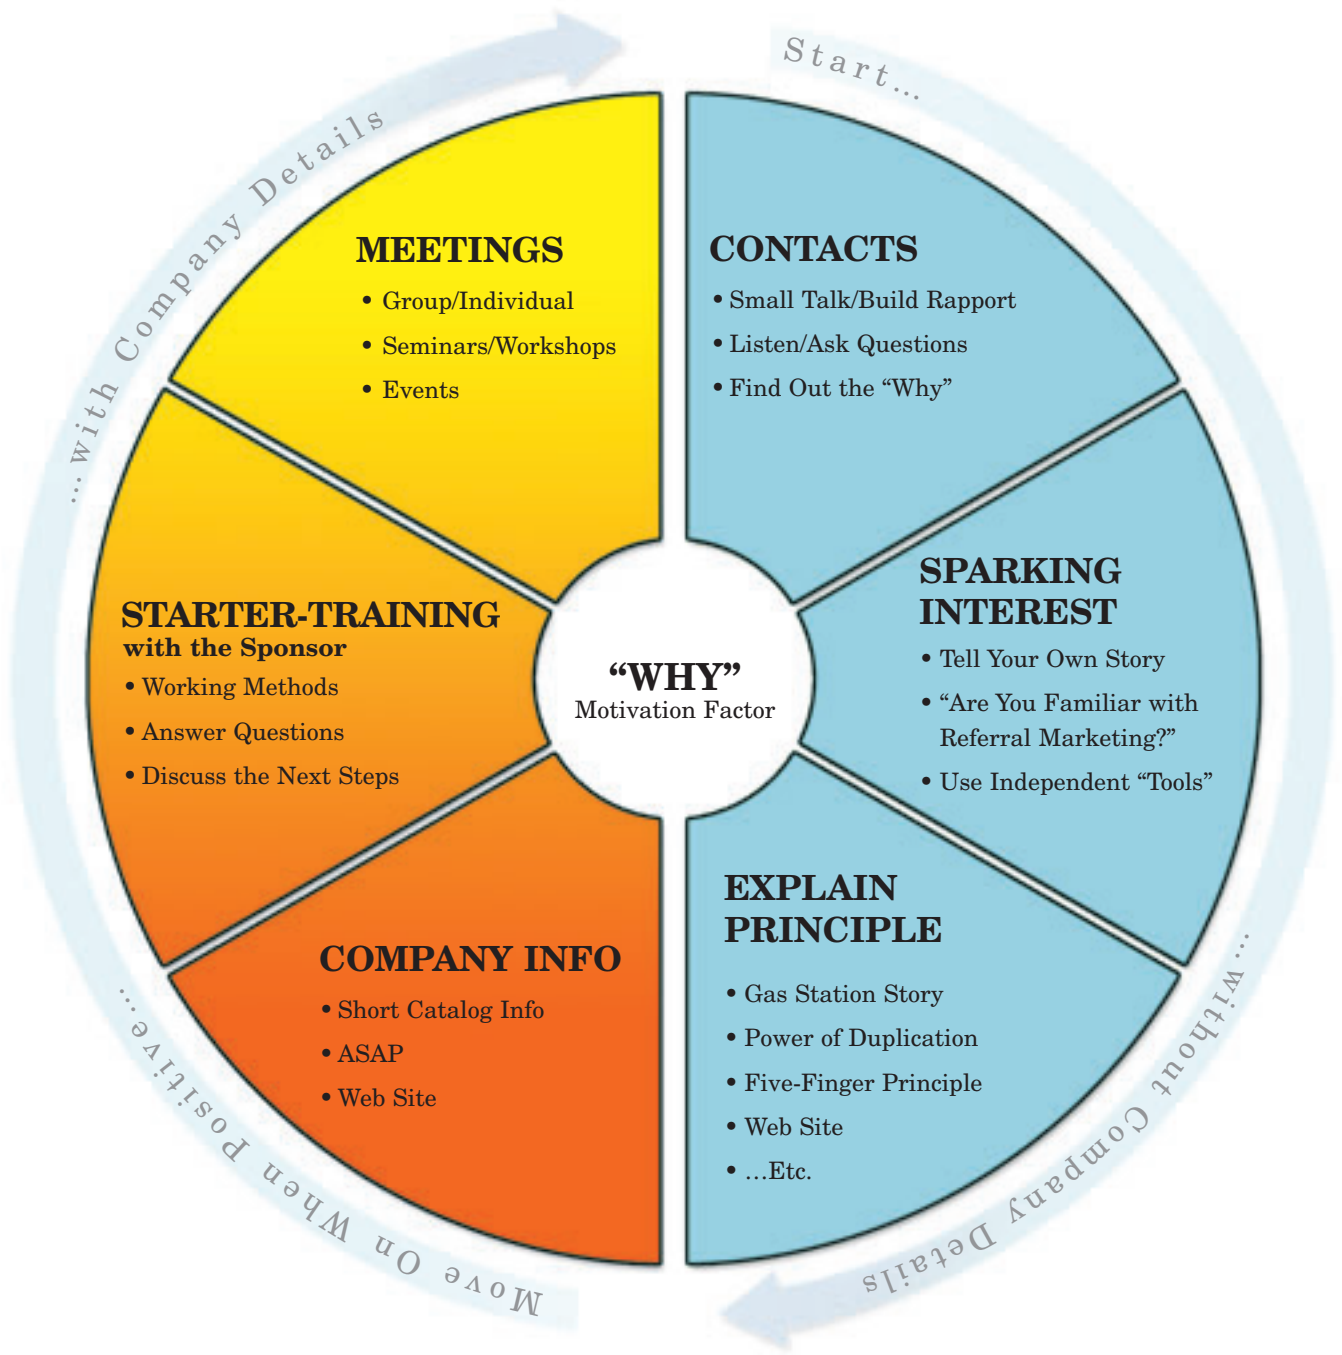 Start...
...without Company Details
Move On When Positive...
...with Company Details
CONTACTS
• Small Talk/Build Rapport
• Listen/Ask Questions
• Find Out the “Why”
SPARKING
INTEREST
• Tell Your Own Story
• “Are You Familiar with
Referral Marketing?”
• Use Independent “Tools”
EXPLAIN
PRINCIPLE
• Gas Station Story
• Power of Duplication
• Five-Finger Principle
• Web Site
• ...Etc.
COMPANY INFO
• Short Catalog Info
• ASAP
• Web Site
STARTER-TRAINING
with the Sponsor
• Working Methods
• Answer Questions
• Discuss the Next Steps
MEETINGS
• Group/Individual
• Seminars/Workshops
• Events
“WHY”
Motivation Factor